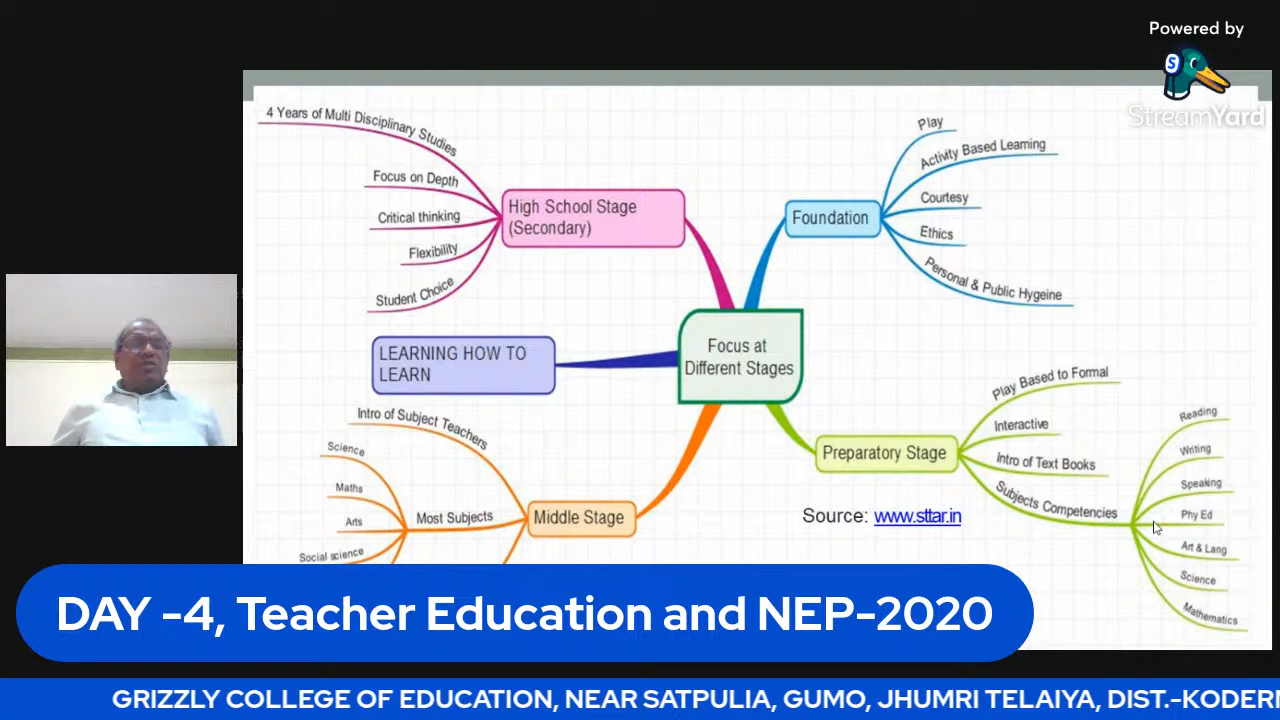 Powered by
StreamYard
4 Years of Multi Disciplinary Studies
Focus on Depth
Critical thinking
Flexibility
Student Choice
High School Stage
(Secondary)
Foundation
Play
Activity Based Learning
Courtesy
Ethics
Personal & Public Hygeine
LEARNING HOW TO
LEARN
Focus at
Different Stages
Intro of Subject Teachers
Science
Maths
Arts
Social science
Most Subjects
Middle Stage
Preparatory Stage
Play Based to Formal
Interactive
Intro of Text Books
Subjects Competencies
Reading
Writing
Speaking
Phy Ed
Art & Lang
Science
Mathematics
Source: www.sttar.in
DAY -4, Teacher Education and NEP-2020
GRIZZLY COLLEGE OF EDUCATION, NEAR SATPULIA, GUMO, JHUMRI TELAIYA, DIST.-KODER